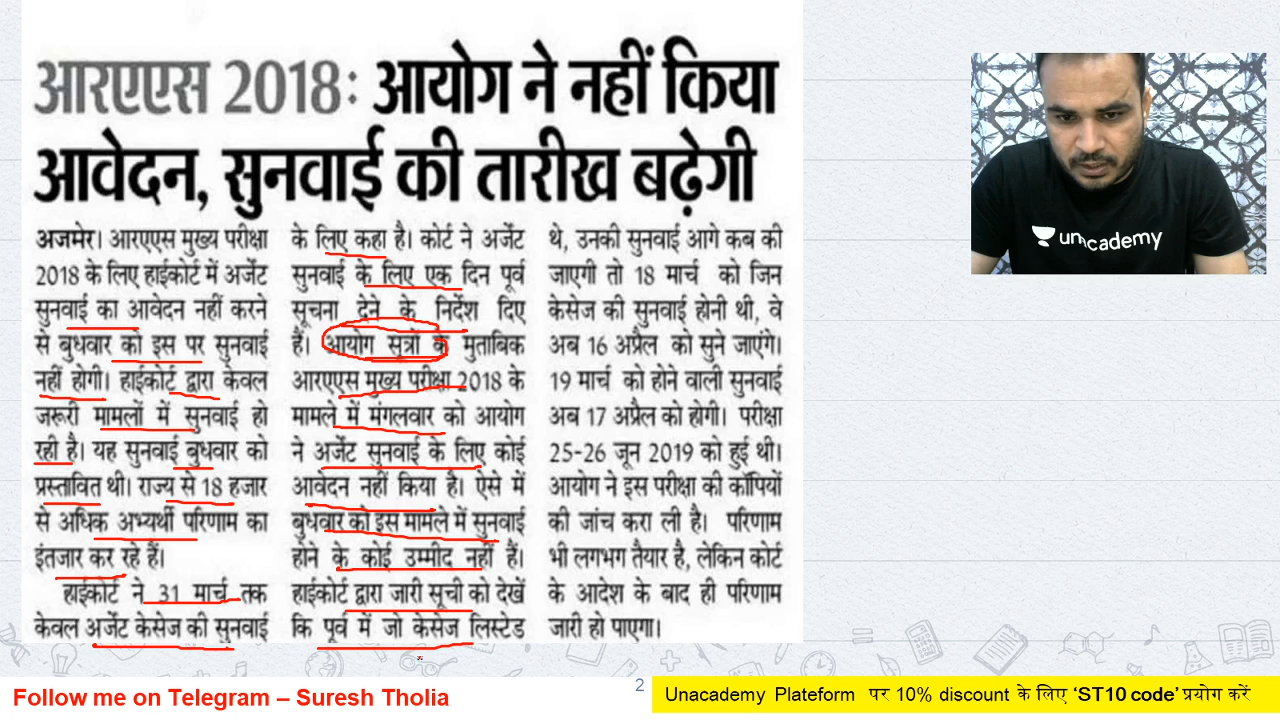 आरएएस 2018: आयोग ने नहीं किया
आवेदन, सुनवाई की तारीख बढ़ेगी
अजमेर। आरएएस मुख्य परीक्षा
2018 के लिए हाईकोर्ट में अर्जेंट
सुनवाई का आवेदन नहीं करने
से बुधवार को इस पर सुनवाई
नहीं होगी। हाईकोर्ट द्वारा केवल
जरूरी मामलों में सुनवाई हो
रही है। यह सुनवाई बुधवार को
प्रस्तावित थी। राज्य से 18 हजार
से अधिक अभ्यर्थी परिणाम का
इंतजार कर रहे हैं।
हाईकोर्ट ने 31 मार्च तक
केवल अर्जेंट केसेज की सुनवाई
के लिए कहा है। कोर्ट ने अर्जेंट
सुनवाई के लिए एक दिन पूर्व
सूचना देने के निर्देश दिए
हैं। आयोग सूत्रों के मुताबिक
आरएएस मुख्य परीक्षा 2018 के
मामले में मंगलवार को आयोग
ने अर्जेंट सुनवाई के लिए कोई
आवेदन नहीं किया है। ऐसे में
बुधवार को इस मामले में सुनवाई
होने के कोई उम्मीद नहीं हैं।
हाईकोर्ट द्वारा जारी सूची को देखें
कि पूर्व में जो केसेज लिस्टेड
थे, उनकी सुनवाई आगे कब की
जाएगी तो 18 मार्च को जिन
केसेज की सुनवाई होनी थी, वे
अब 16 अप्रैल को सुने जाएंगे।
19 मार्च को होने वाली सुनवाई
अब 17 अप्रैल को होगी। परीक्षा
25-26 जून 2019 को हुई थी।
आयोग ने इस परीक्षा की कॉपियों
की जांच करा ली है। परिणाम
भी लगभग तैयार है, लेकिन कोर्ट
के आदेश के बाद ही परिणाम
जारी हो पाएगा।
unacademy
Follow me on Telegram – Suresh Tholia
2
Unacademy Plateform पर 10% discount के लिए ‘ST10 code’ प्रयोग करें